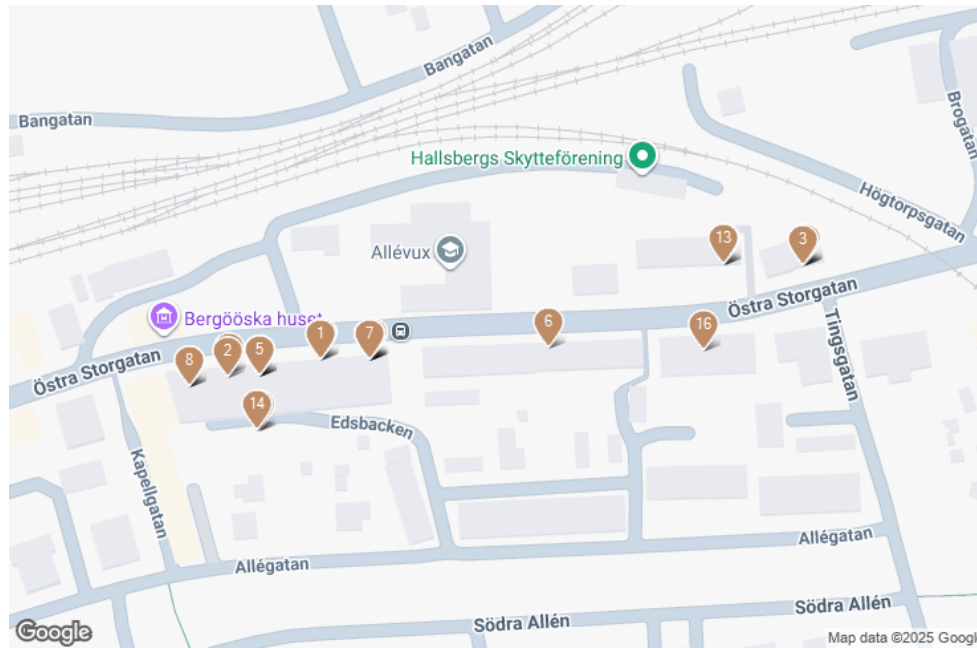 Bangatan
Bangatan
Brogatan
Hallsbergs Skytteförening
Högtorpsgatan
13
3
Allévux
Östra Storgatan
Bergööska huset
6
16
1
7
2
5
8
Tingsgatan
Östra Storgatan
14
Edsbacken
Kapellgatan
Allégatan
Allégatan
Södra Allén
Södra Allén
Google
Map data ©2025 Google